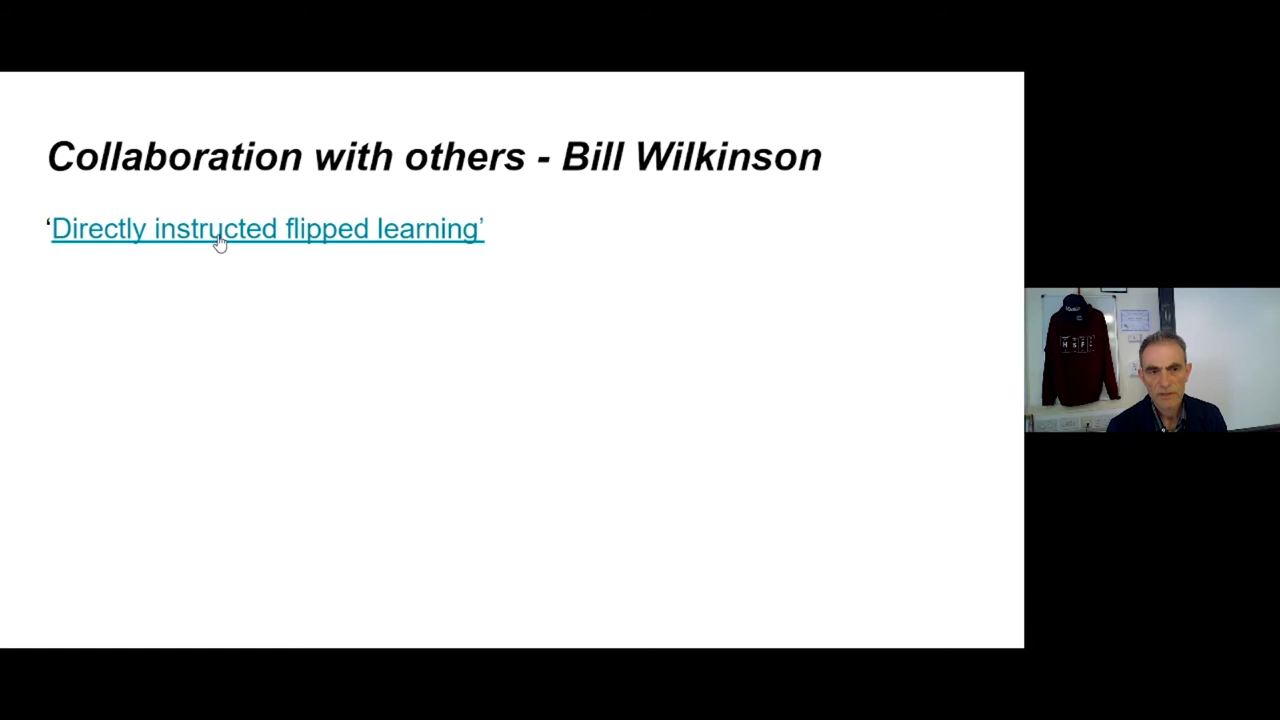 Collaboration with others - Bill Wilkinson
‘Directly instructed flipped learning’
H S F